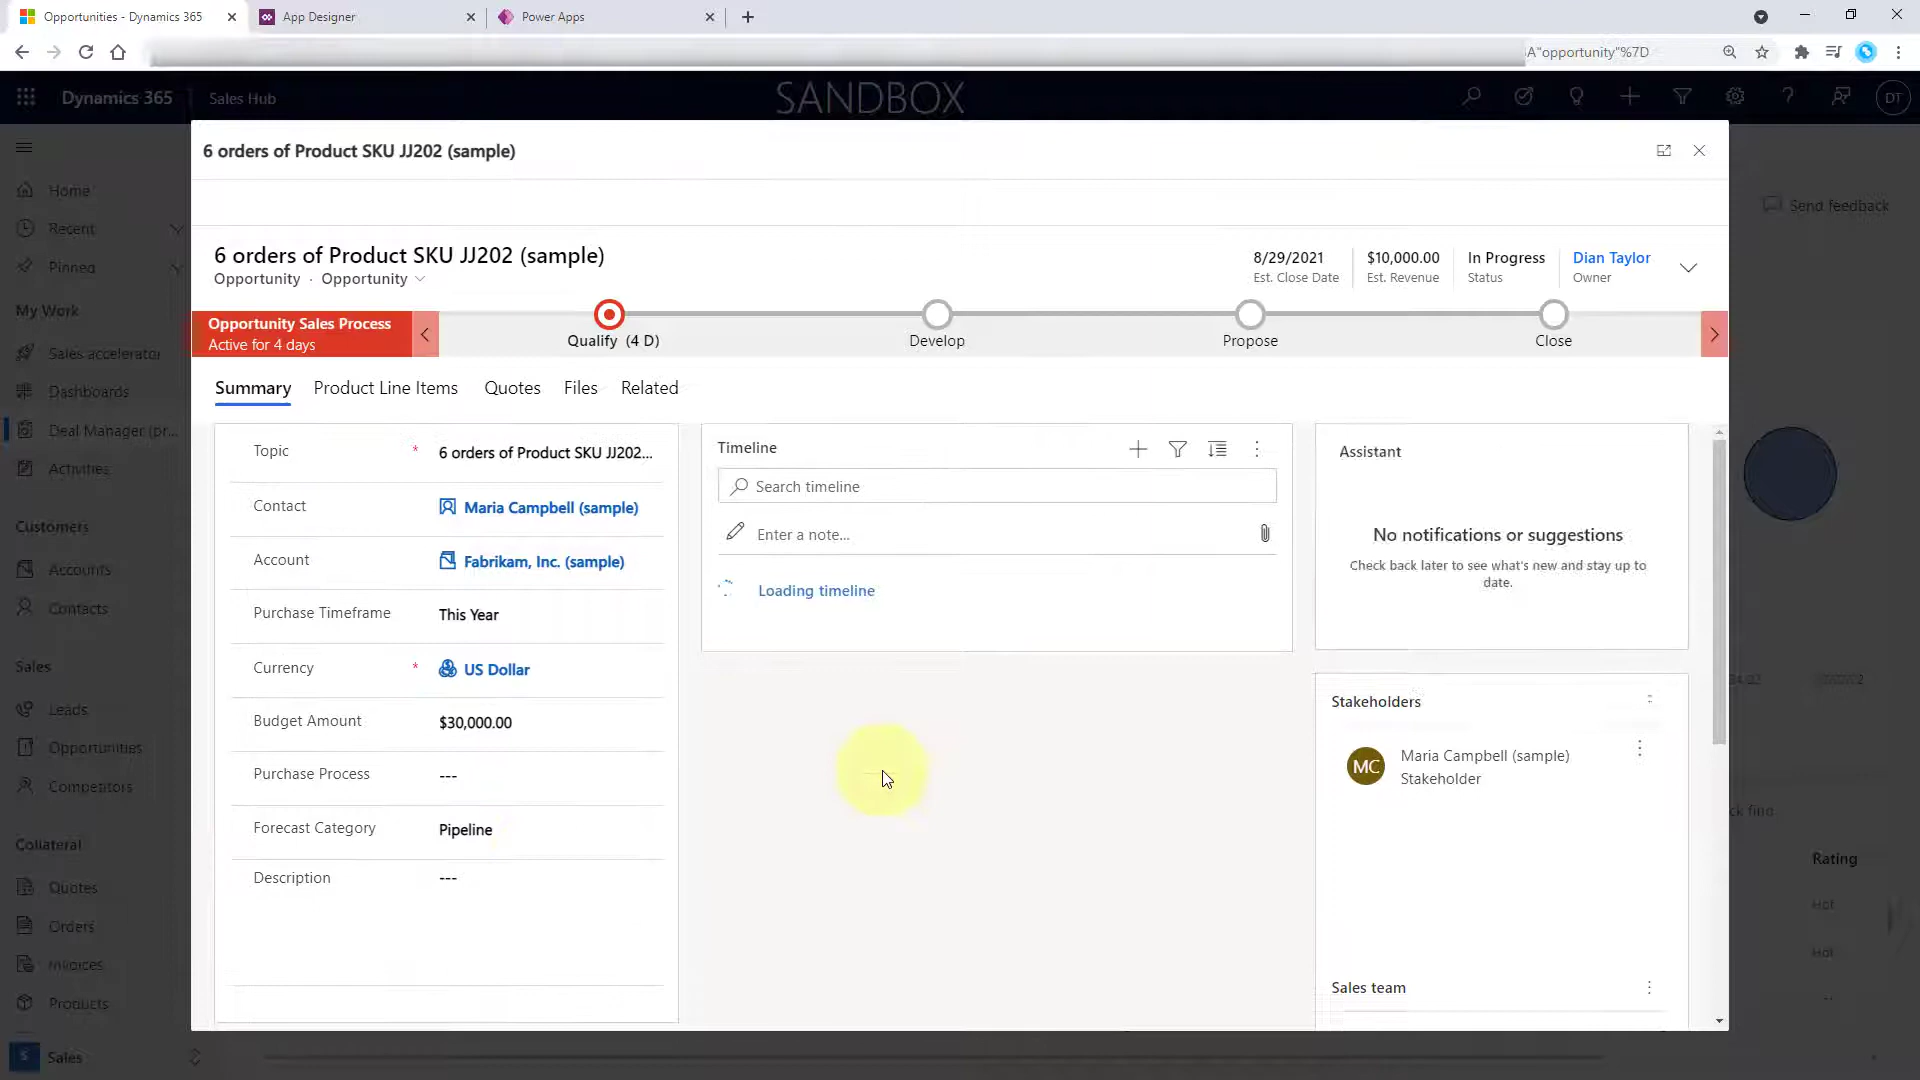 Opportunities - Dynamics 365
App Designer
Power Apps
A"opportunity"%7D
Dynamics 365
Sales Hub
SANDBOX
DT
6 orders of Product SKU JJ202 (sample)
Home
Recent
Pinned
My Work
Sales accelerator
Dashboards
Deal Manager (pr...
Activities
Customers
Accounts
Contacts
Sales
Leads
Opportunities
Competitors
Collateral
Quotes
Orders
Invoices
Products
S
Sales
Send feedback
6 orders of Product SKU JJ202 (sample)
Opportunity · Opportunity
8/29/2021
Est. Close Date
$10,000.00
Est. Revenue
In Progress
Status
Dian Taylor
Owner
Opportunity Sales Process
Active for 4 days
Qualify (4 D)
Develop
Propose
Close
Summary
Product Line Items
Quotes
Files
Related
Topic * 6 orders of Product SKU JJ202...
Contact Maria Campbell (sample)
Account Fabrikam, Inc. (sample)
Purchase Timeframe This Year
Currency * US Dollar
Budget Amount $30,000.00
Purchase Process ---
Forecast Category Pipeline
Description ---
Timeline
Search timeline
Enter a note...
Loading timeline
Assistant
No notifications or suggestions
Check back later to see what's new and stay up to
date.
Stakeholders
MC
Maria Campbell (sample)
Stakeholder
Sales team
Rating
Hot
Hot